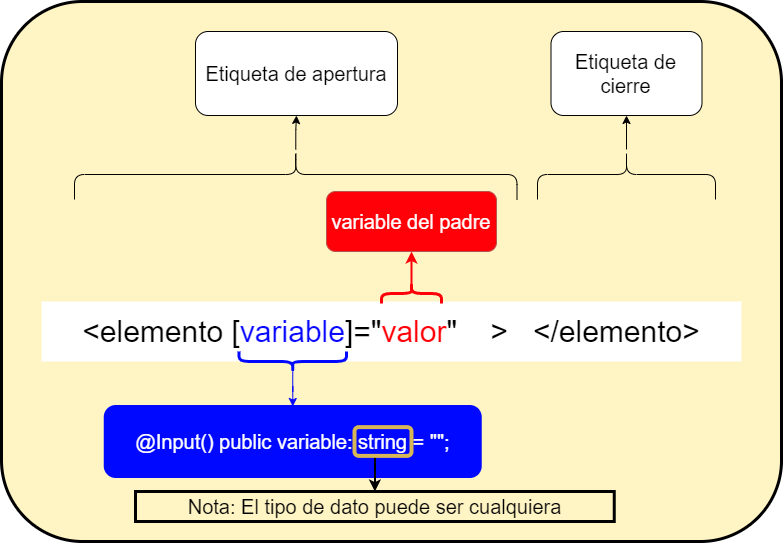 Etiqueta de apertura
Etiqueta de
cierre
variable del padre
<elemento [variable]="valor" > </elemento>
@Input() public variable: string = "";
Nota: El tipo de dato puede ser cualquiera